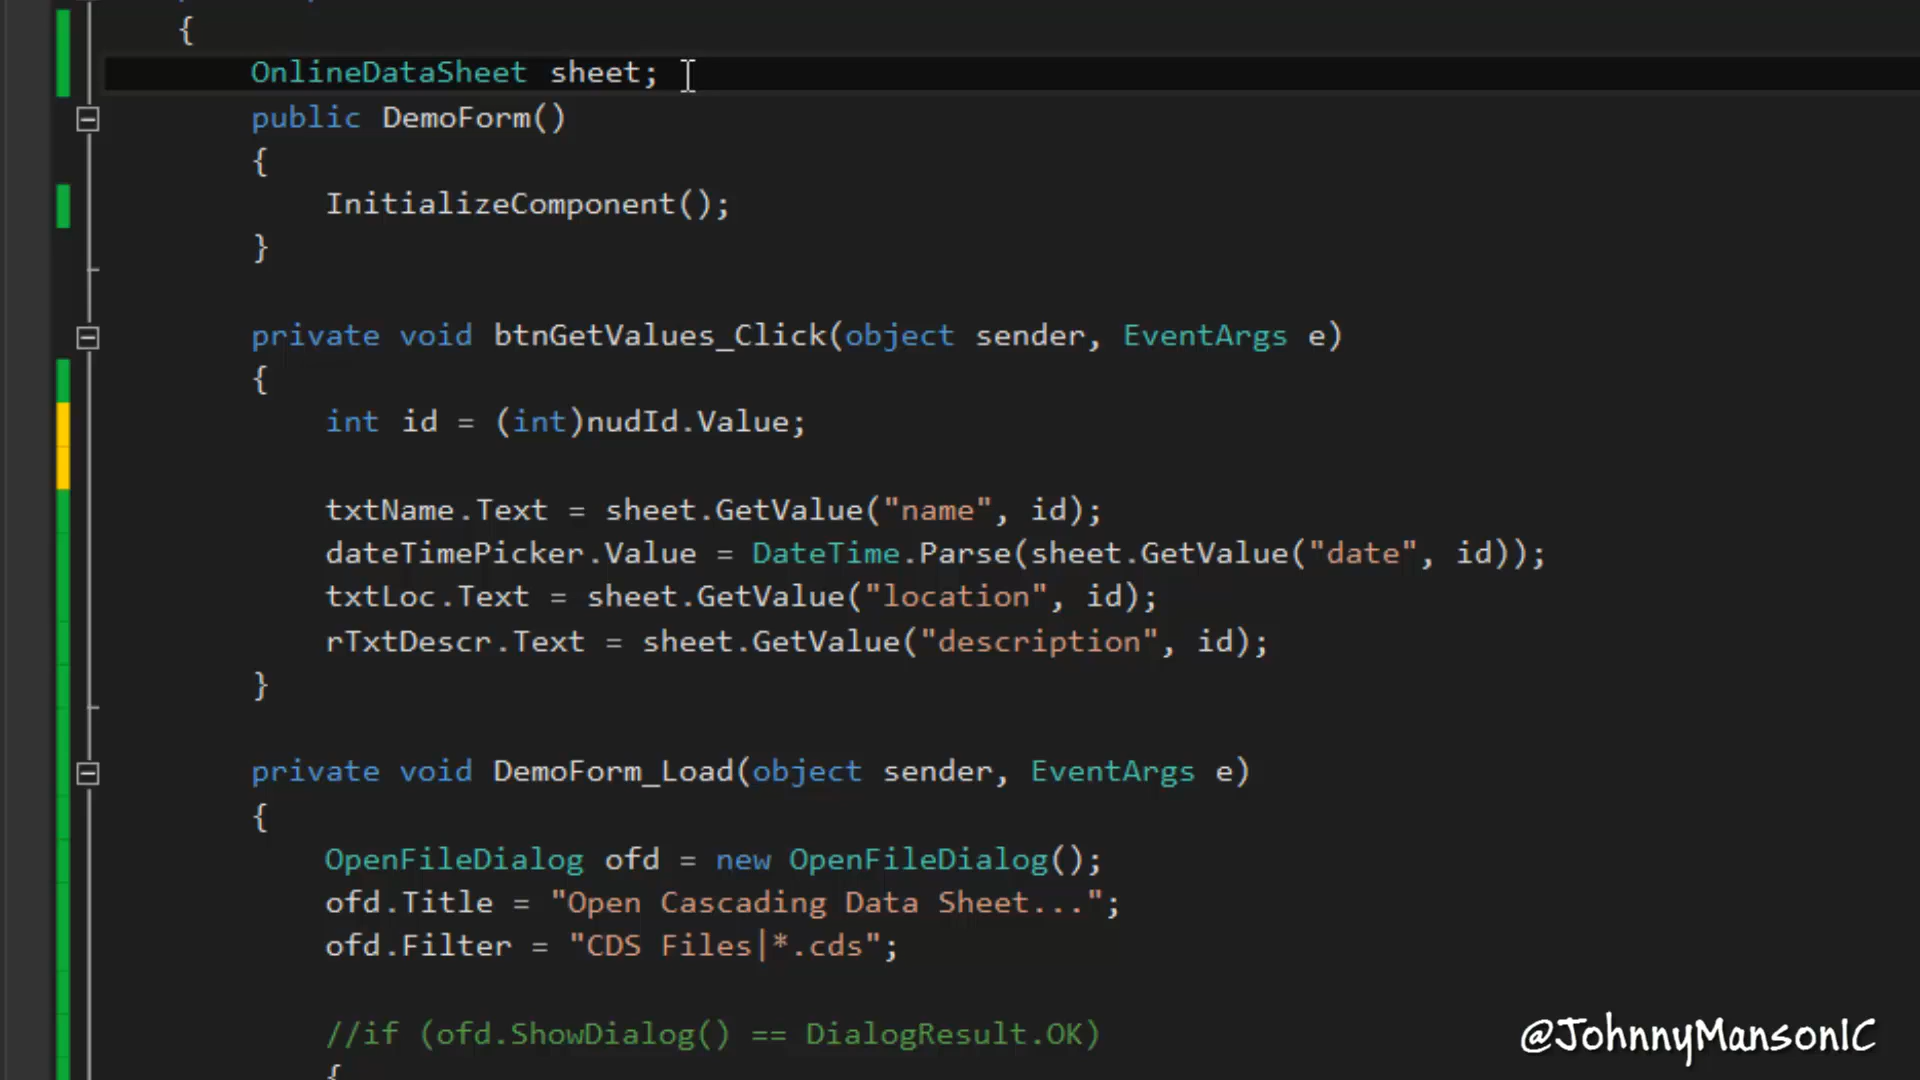 {
OnlineDataSheet sheet;
public DemoForm()
{
InitializeComponent();
}
private void btnGetValues_Click(object sender, EventArgs e)
{
int id = (int)nudId.Value;
txtName.Text = sheet.GetValue("name", id);
dateTimePicker.Value = DateTime.Parse(sheet.GetValue("date", id));
txtLoc.Text = sheet.GetValue("location", id);
rTxtDescr.Text = sheet.GetValue("description", id);
}
private void DemoForm_Load(object sender, EventArgs e)
{
OpenFileDialog ofd = new OpenFileDialog();
ofd.Title = "Open Cascading Data Sheet...";
ofd.Filter = "CDS Files|*.cds";
//if (ofd.ShowDialog() == DialogResult.OK)
{
@JohnnyMansonIC